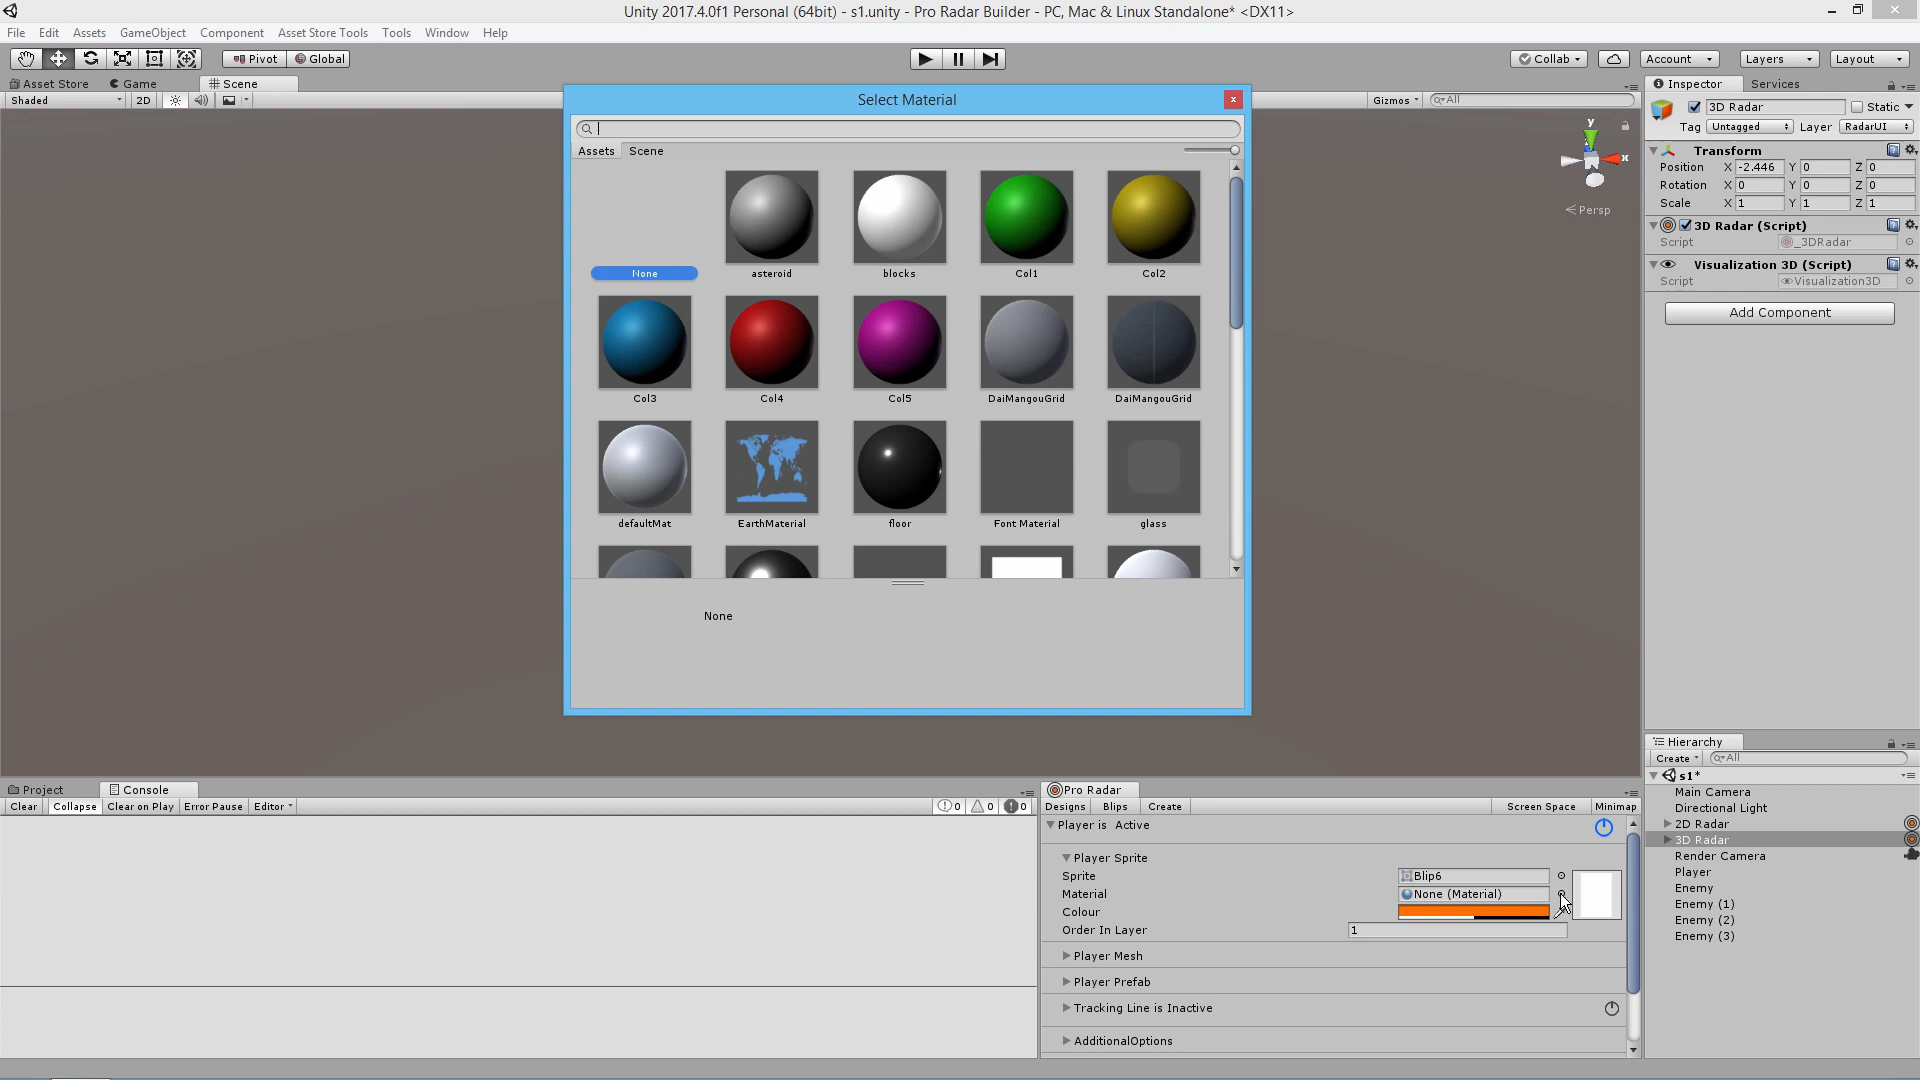 Unity 2017.4.0f1 Personal (64bit) - s1.unity - Pro Radar Builder - PC, Mac & Linux Standalone* <DX11>
File Edit Assets GameObject Component Asset Store Tools Tools Window Help
Pivot Global Collab Account Layers Layout
Asset Store Game Scene
Shaded 2D Gizmos All
Select Material
Assets Scene
None asteroid blocks Col1 Col2
Col3 Col4 Col5 DaiMangouGrid DaiMangouGrid
defaultMat EarthMaterial floor Font Material glass
None
y
x
Persp
Inspector Services
3D Radar Static
Tag Untagged Layer RadarUI
Transform
Position X -2.446 Y 0 Z 0
Rotation X 0 Y 0 Z 0
Scale X 1 Y 1 Z 1
3D Radar (Script)
Script _3DRadar
Visualization 3D (Script)
Script Visualization3D
Add Component
Hierarchy
Create All
s1*
Main Camera
Directional Light
2D Radar
3D Radar
Render Camera
Player
Enemy
Enemy (1)
Enemy (2)
Enemy (3)
Project Console
Clear Collapse Clear on Play Error Pause Editor 0 0 0
Pro Radar
Designs Blips Create Screen Space Minimap
Player is Active
Player Sprite
Sprite Blip6
Material None (Material)
Colour
Order In Layer 1
Player Mesh
Player Prefab
Tracking Line is Inactive
AdditionalOptions